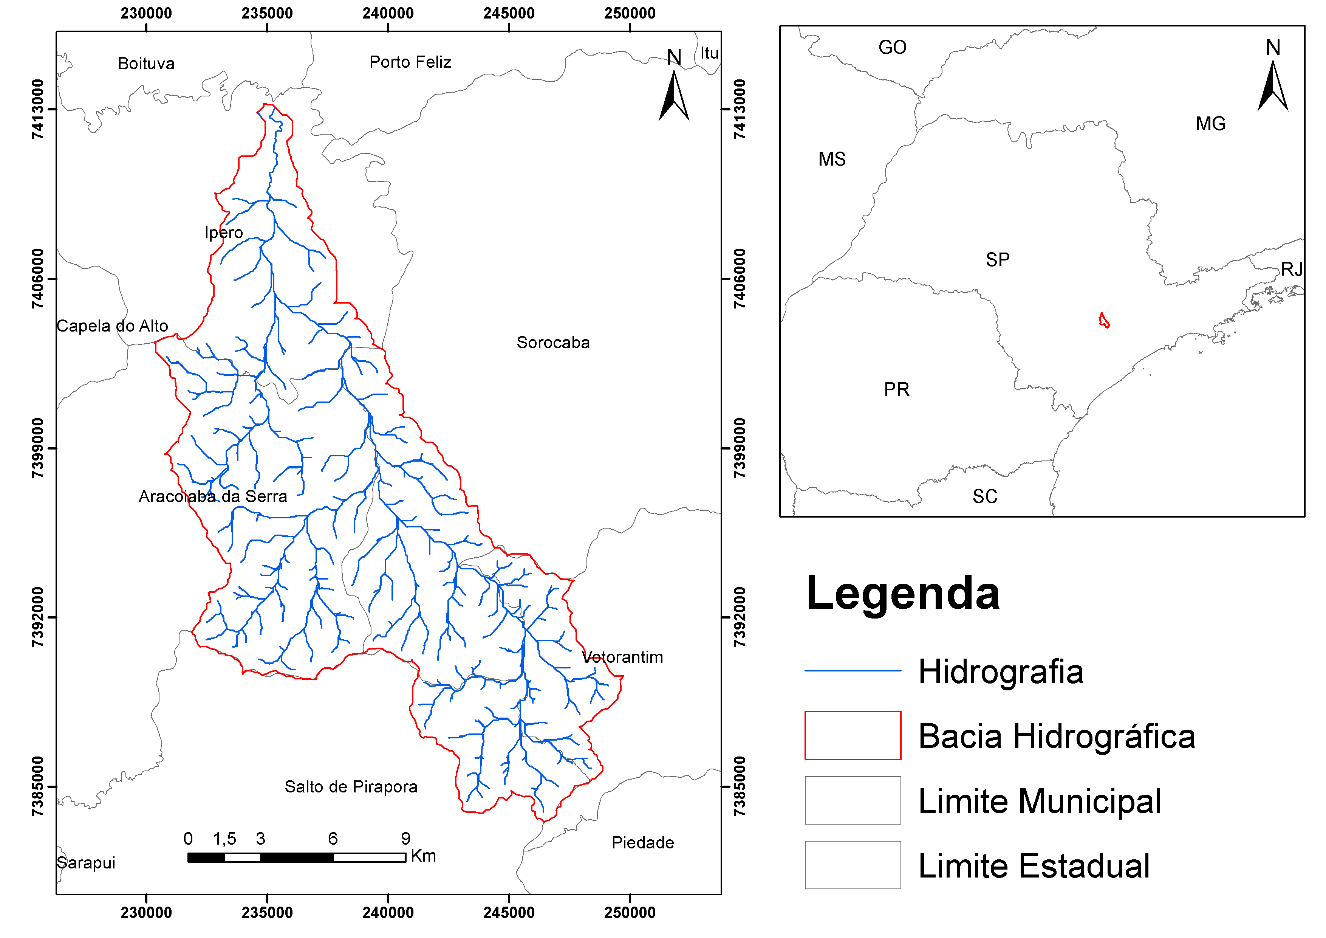 230000 235000 240000 245000 250000
Boituva
Porto Feliz
Itu
N
7413000
7413000
Ipero
7406000
7406000
Capela do Alto
Sorocaba
7399000
7399000
Aracoiaba da Serra
7392000
7392000
Votorantim
7385000
7385000
Salto de Pirapora
Piedade
Sarapui
0 1,5 3 6 9
Km
230000 235000 240000 245000 250000
GO
N
MG
MS
SP
RJ
PR
SC
Legenda
Hidrografia
Bacia Hidrográfica
Limite Municipal
Limite Estadual